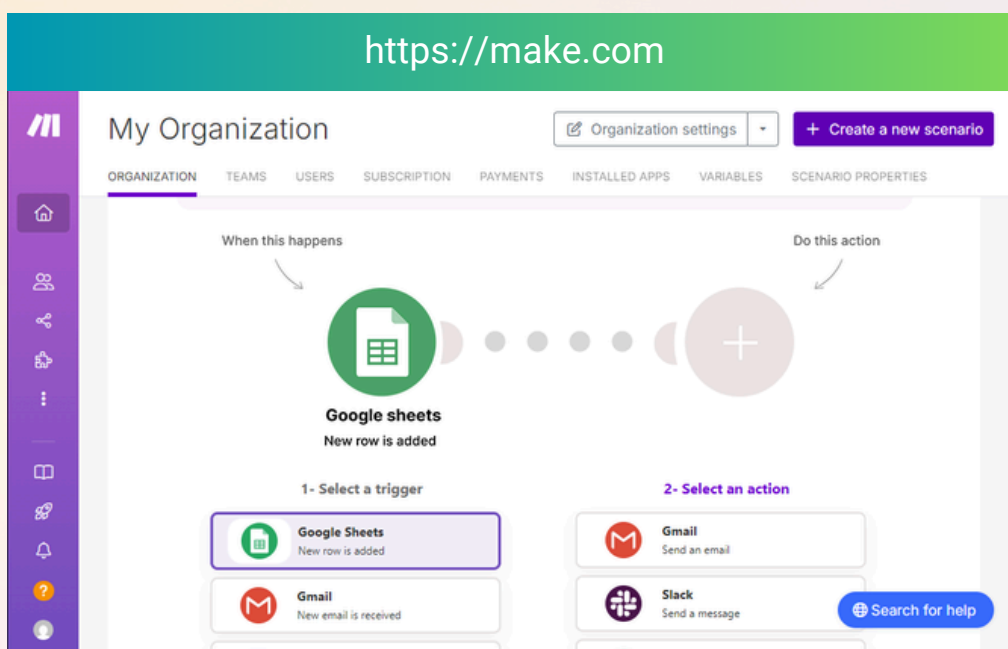 https://make.com
My Organization
Organization settings
+ Create a new scenario
ORGANIZATION TEAMS USERS SUBSCRIPTION PAYMENTS INSTALLED APPS VARIABLES SCENARIO PROPERTIES
When this happens
Do this action
Google sheets
New row is added
1- Select a trigger
2- Select an action
Google Sheets
New row is added
Gmail
Send an email
Gmail
New email is received
Slack
Send a message
?
Search for help